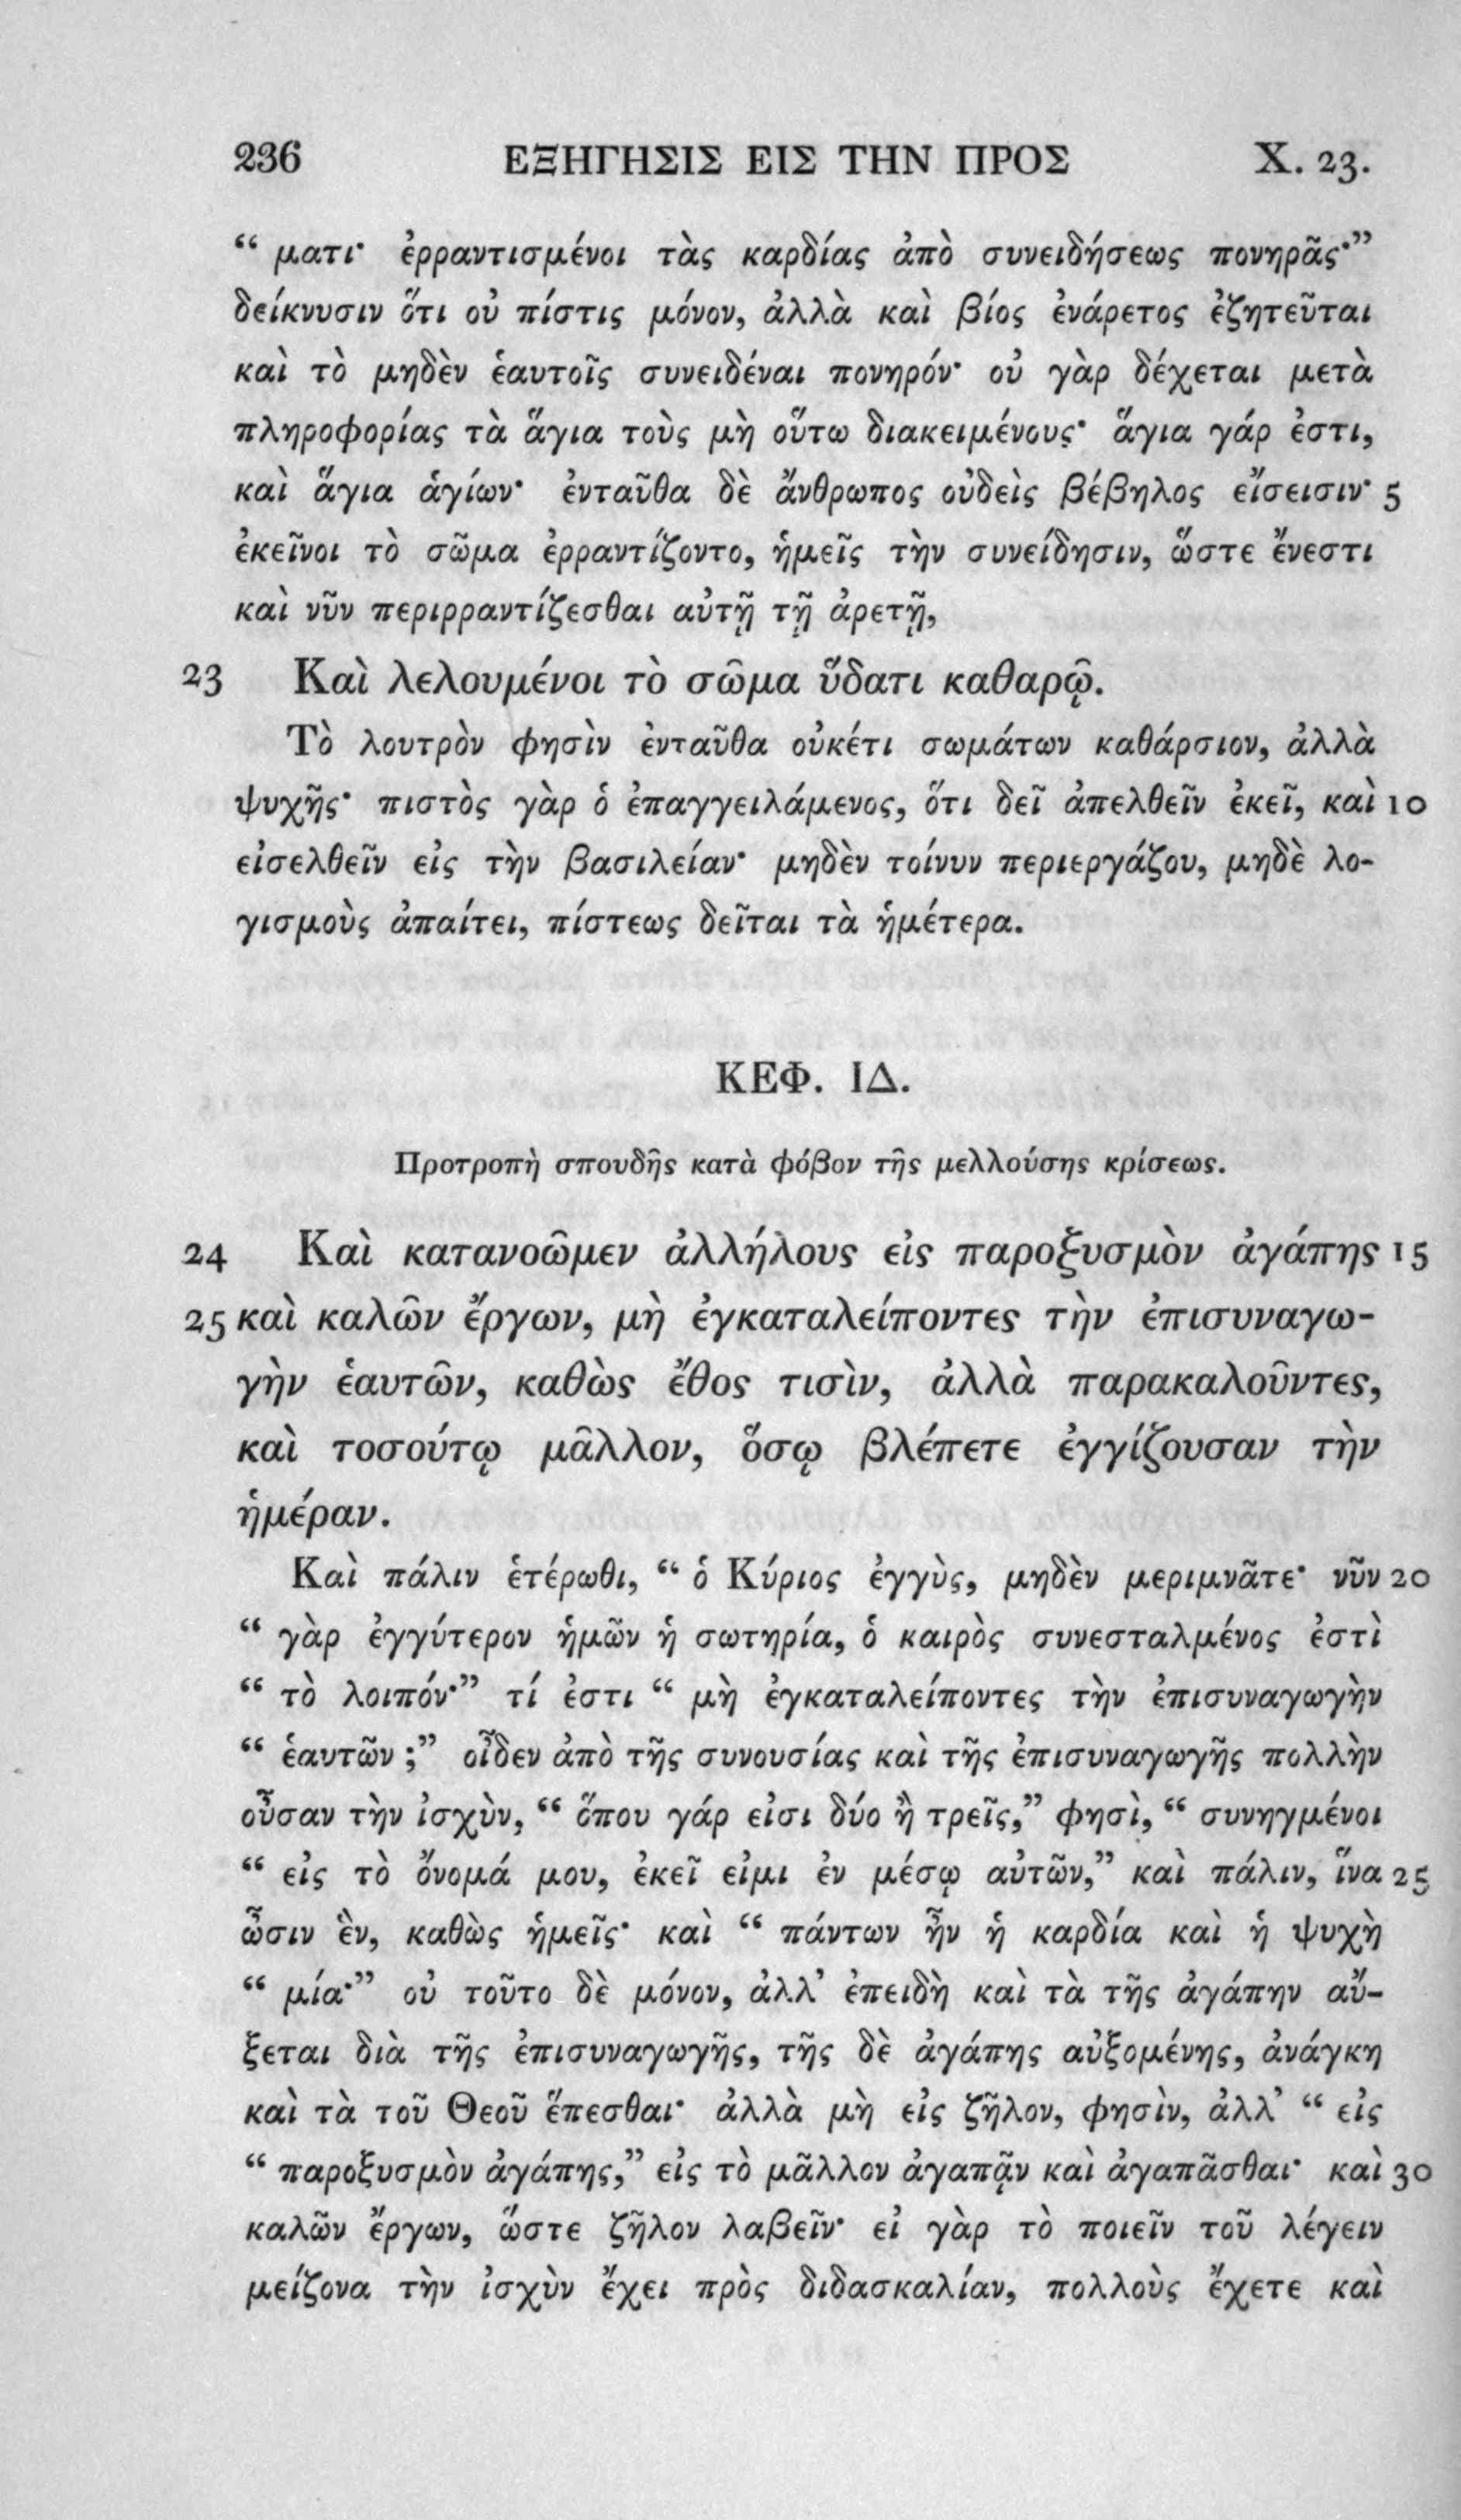 236 ΕΞΗΓΗΣΙΣ ΕΙΣ ΤΗΝ ΠΡΟΣ X. 23.
“ ματι· ἐρραντισμένοι τὰς καρδίας ἀπὸ συνειδήσεως πονηρᾶς·”
δείκνυσιν ὅτι οὐ πίστις μόνον, ἀλλὰ καὶ βίος ἐνάρετος ἐζητεῦται
καὶ τὸ μηδὲν ἑαυτοῖς συνειδέναι πονηρόν· οὐ γὰρ δέχεται μετὰ
πληροφορίας τὰ ἅγια τοὺς μὴ οὕτω διακειμένους· ἅγια γάρ ἐστι,
καὶ ἅγια ἁγίων· ἐνταῦθα δὲ ἄνθρωπος οὐδεὶς βέβηλος εἴσεισιν· 5
ἐκεῖνοι τὸ σῶμα ἐρραντίζοντο, ἡμεῖς τὴν συνείδησιν, ὥστε ἔνεστι
καὶ νῦν περιρραντίζεσθαι αὐτῇ τῇ ἀρετῇ,
23 Καὶ λελουμένοι τὸ σῶμα ὕδατι καθαρῷ.
Τὸ λουτρὸν φησὶν ἐνταῦθα οὐκέτι σωμάτων καθάρσιον, ἀλλὰ
ψυχῆς· πιστὸς γὰρ ὁ ἐπαγγειλάμενος, ὅτι δεῖ ἀπελθεῖν ἐκεῖ, καὶ 10
εἰσελθεῖν εἰς τὴν βασιλείαν· μηδὲν τοίνυν περιεργάζου, μηδὲ λο-
γισμοὺς ἀπαίτει, πίστεως δεῖται τὰ ἡμέτερα.
ΚΕΦ. ΙΔ.
Προτροπὴ σπουδῆς κατὰ φόβον τῆς μελλούσης κρίσεως.
24 Καὶ κατανοῶμεν ἀλλήλους εἰς παροξυσμὸν ἀγάπης 15
25 καὶ καλῶν ἔργων, μὴ ἐγκαταλείποντες τὴν ἐπισυναγω-
γὴν ἑαυτῶν, καθὼς ἔθος τισὶν, ἀλλὰ παρακαλοῦντες,
καὶ τοσούτῳ μᾶλλον, ὅσῳ βλέπετε ἐγγίζουσαν τὴν
ἡμέραν.
Καὶ πάλιν ἑτέρωθι, “ ὁ Κύριος ἐγγὺς, μηδὲν μεριμνᾶτε· νῦν 20
“ γὰρ ἐγγύτερον ἡμῶν ἡ σωτηρία, ὁ καιρὸς συνεσταλμένος ἐστὶ
“ τὸ λοιπόν·” τί ἐστι “ μὴ ἐγκαταλείποντες τὴν ἐπισυναγωγὴν
“ ἑαυτῶν ;” οἶδεν ἀπὸ τῆς συνουσίας καὶ τῆς ἐπισυναγωγῆς πολλὴν
οὖσαν τὴν ἰσχὺν, “ ὅπου γάρ εἰσι δύο ἢ τρεῖς,” φησὶ, “ συνηγμένοι
“ εἰς τὸ ὄνομά μου, ἐκεῖ εἰμι ἐν μέσῳ αὐτῶν,” καὶ πάλιν, ἵνα 25
ὦσιν ἓν, καθὼς ἡμεῖς· καὶ “ πάντων ἦν ἡ καρδία καὶ ἡ ψυχὴ
“ μία·” οὐ τοῦτο δὲ μόνον, ἀλλ’ ἐπειδὴ καὶ τὰ τῆς ἀγάπην αὔ-
ξεται διὰ τῆς ἐπισυναγωγῆς, τῆς δὲ ἀγάπης αὐξομένης, ἀνάγκη
καὶ τὰ τοῦ Θεοῦ ἕπεσθαι· ἀλλὰ μὴ εἰς ζῆλον, φησὶν, ἀλλ’ “ εἰς
“ παροξυσμὸν ἀγάπης,” εἰς τὸ μᾶλλον ἀγαπᾷν καὶ ἀγαπᾶσθαι· καὶ 30
καλῶν ἔργων, ὥστε ζῆλον λαβεῖν· εἰ γὰρ τὸ ποιεῖν τοῦ λέγειν
μείζονα τὴν ἰσχὺν ἔχει πρὸς διδασκαλίαν, πολλοὺς ἔχετε καὶ